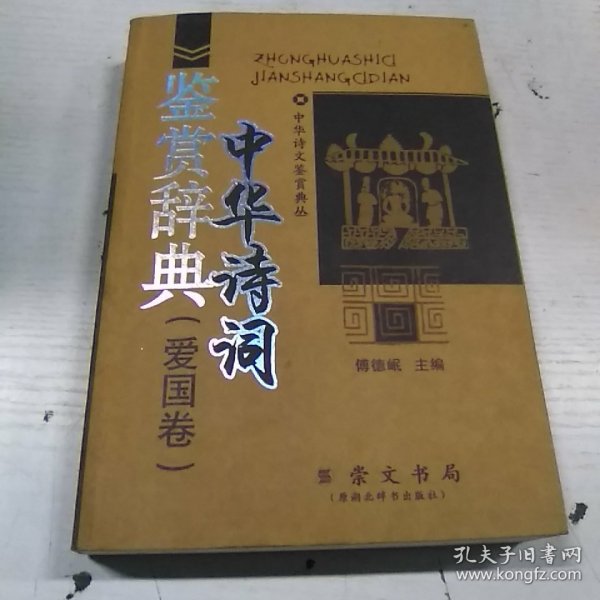 ZHONGHUASHICI
JIANSHANGCIDIAN
中华诗文鉴赏典丛
中华诗词
鉴赏辞典
(爱国卷)
傅德岷 主编
崇文书局
(原湖北辞书出版社)
孔夫子旧书网
www.kongfz.com